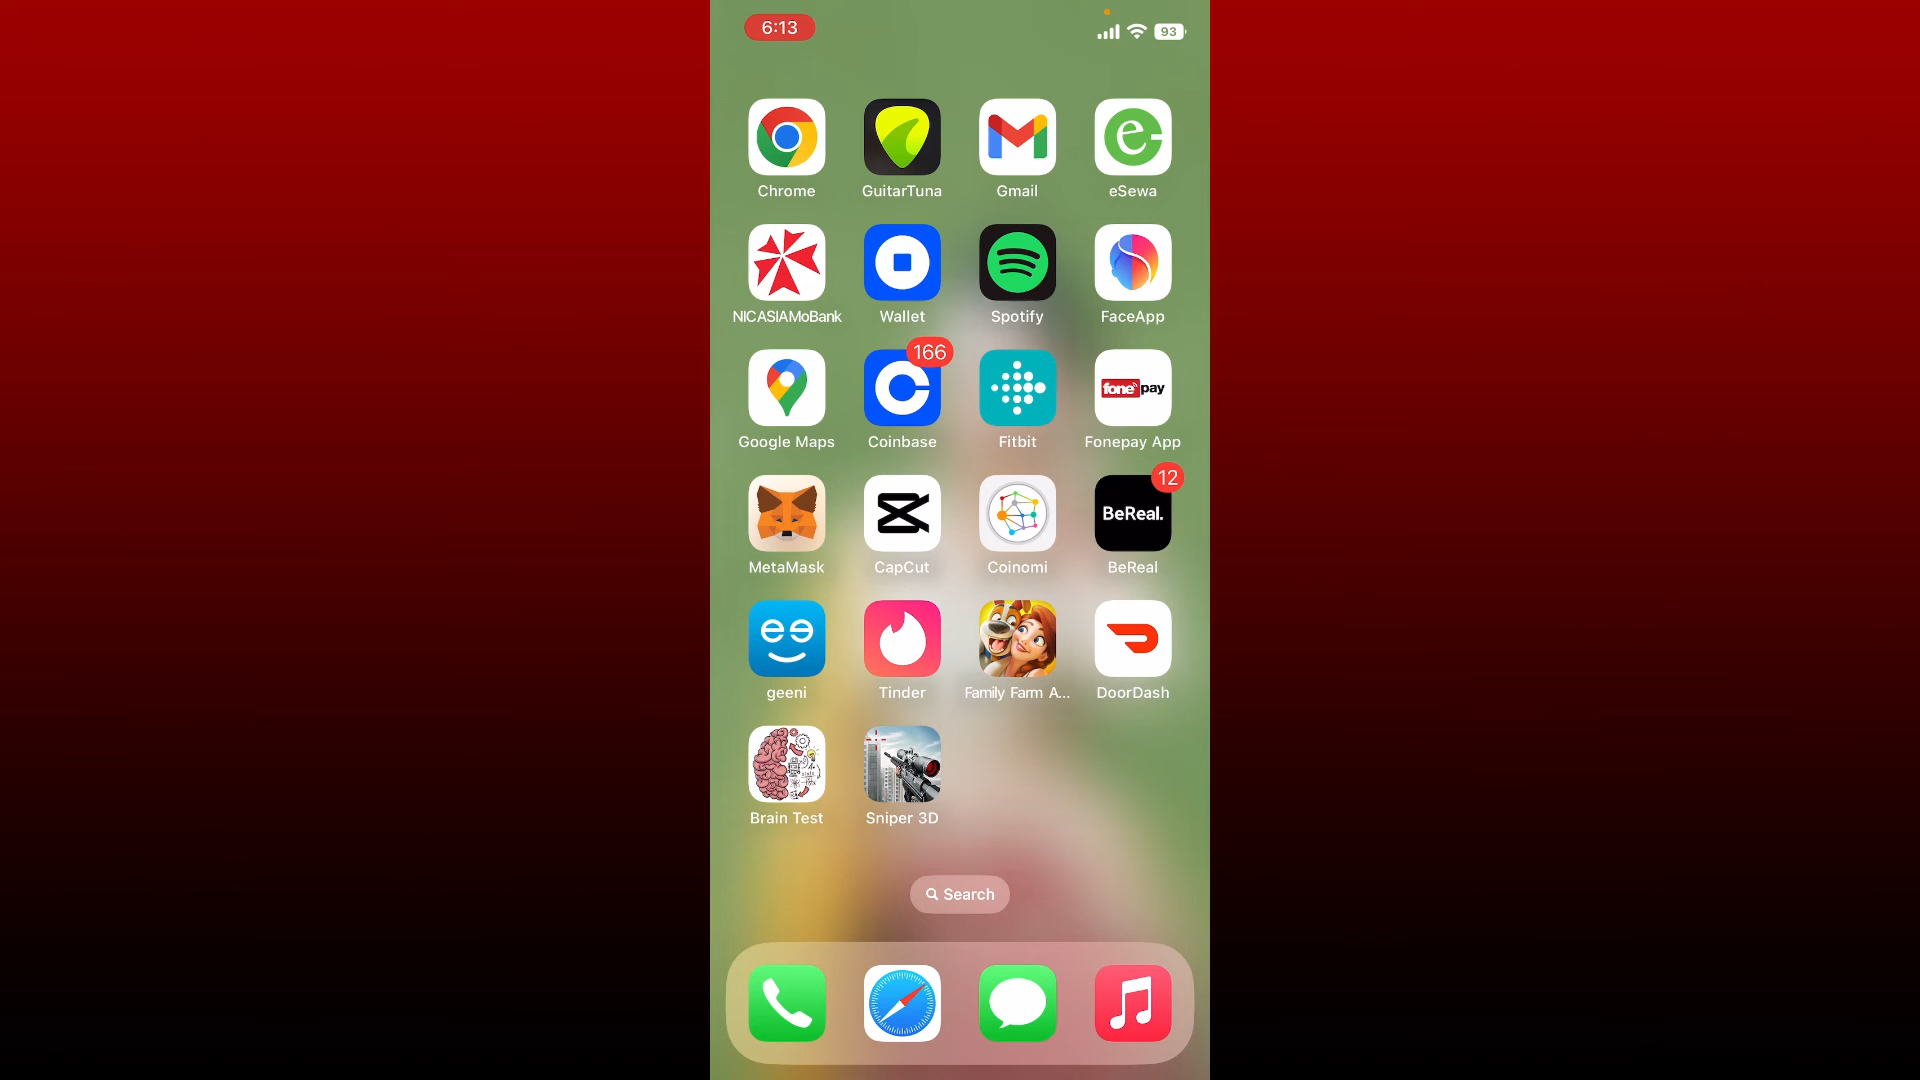 6:13
93
Chrome GuitarTuna Gmail eSewa
NICASIAMoBank Wallet Spotify FaceApp
166
fone pay
Google Maps Coinbase Fitbit Fonepay App
12
BeReal.
MetaMask CapCut Coinomi BeReal
geeni Tinder Family Farm A... DoorDash
Brain Test Sniper 3D
Search